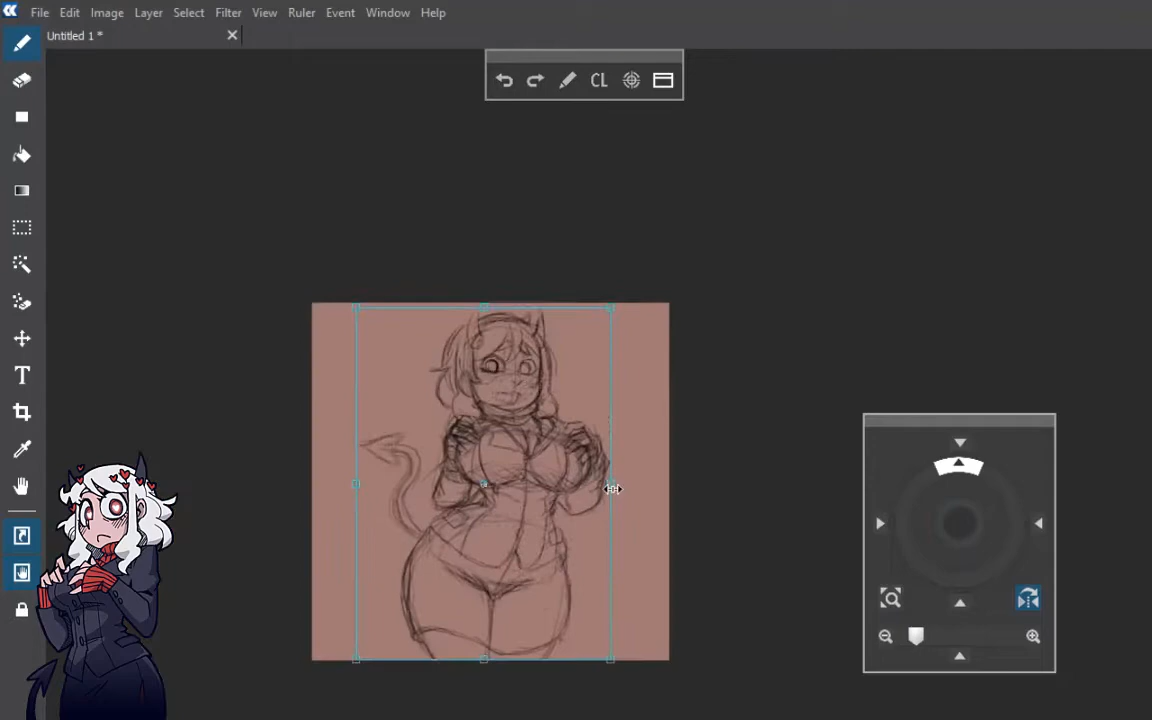 File Edit Image Layer Select Filter View Ruler Event Window Help
Untitled 1 *
CL
T